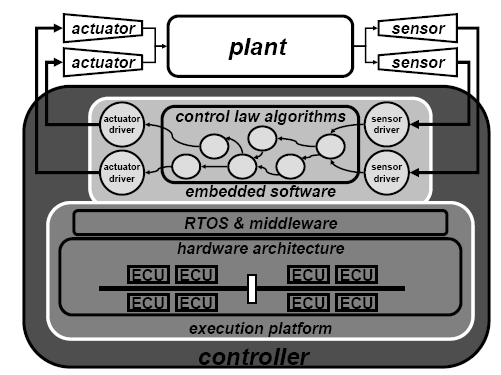 actuator
plant
sensor
actuator
sensor
control law algorithms
actuator
driver
sensor
driver
actuator
driver
sensor
driver
embedded software
RTOS & middleware
hardware architecture
ECU ECU ECU ECU
ECU ECU ECU ECU
execution platform
controller